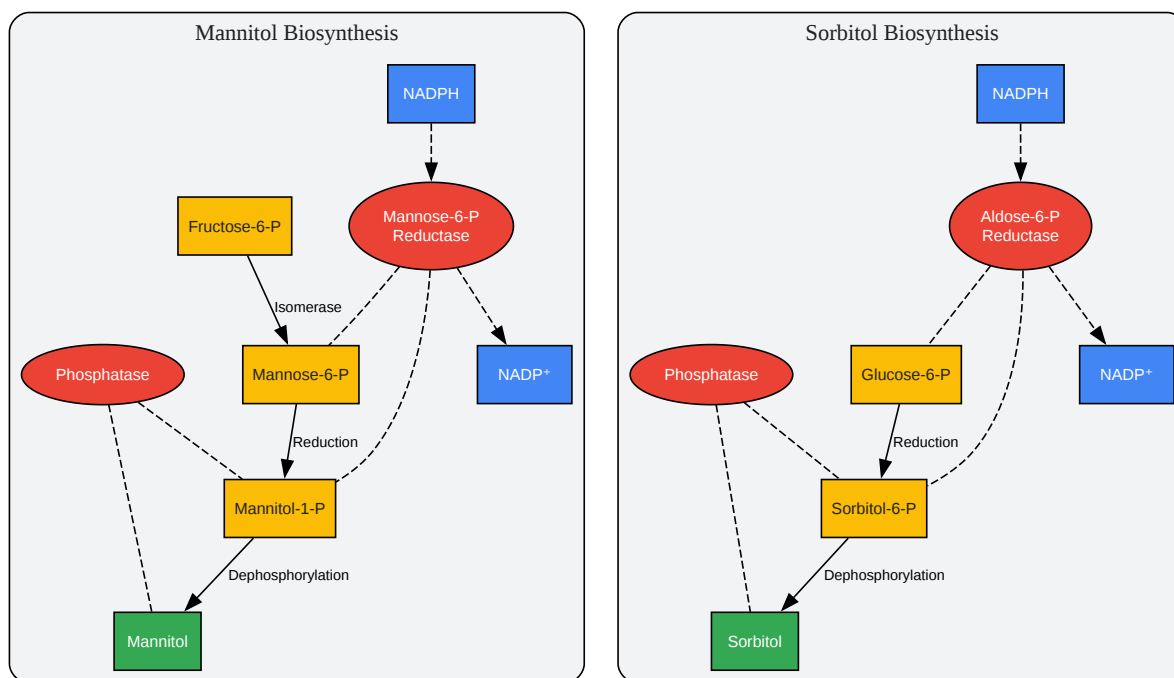 Mannitol Biosynthesis
NADPH
Fructose-6-P
Mannose-6-P
Reductase
Isomerase
Phosphatase
Mannose-6-P
NADP⁺
Reduction
Mannitol-1-P
Dephosphorylation
Mannitol
Sorbitol Biosynthesis
NADPH
Aldose-6-P
Reductase
Phosphatase
Glucose-6-P
NADP⁺
Reduction
Sorbitol-6-P
Dephosphorylation
Sorbitol